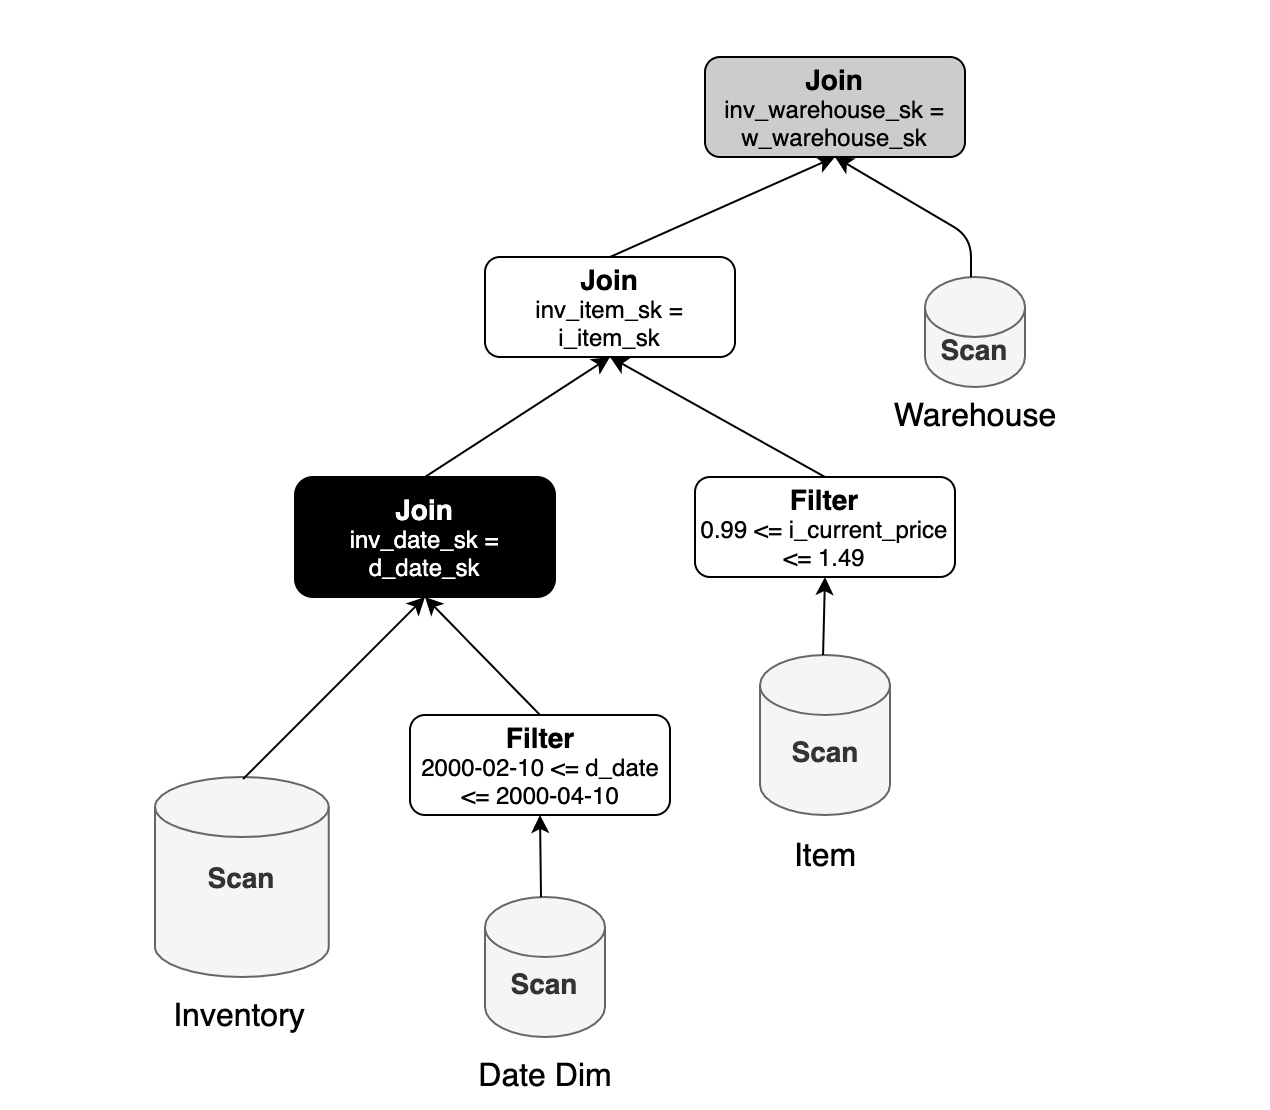 Join
inv_warehouse_sk =
w_warehouse_sk
Join
inv_item_sk =
i_item_sk
Scan
Warehouse
Join
inv_date_sk =
d_date_sk
Filter
0.99 <= i_current_price
<= 1.49
Filter
2000-02-10 <= d_date
<= 2000-04-10
Scan
Item
Scan
Inventory
Scan
Date Dim